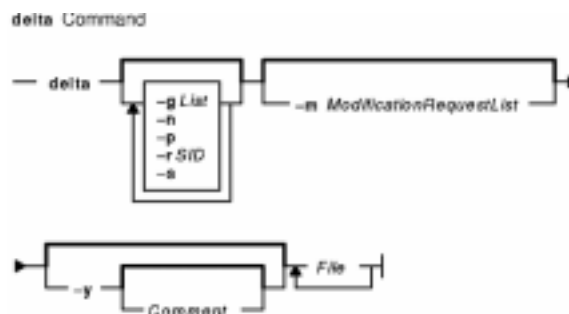 delta Command
delta
-g List
-n
-p
-r SID
-s
-m ModificationRequestList
-y
Comment
File